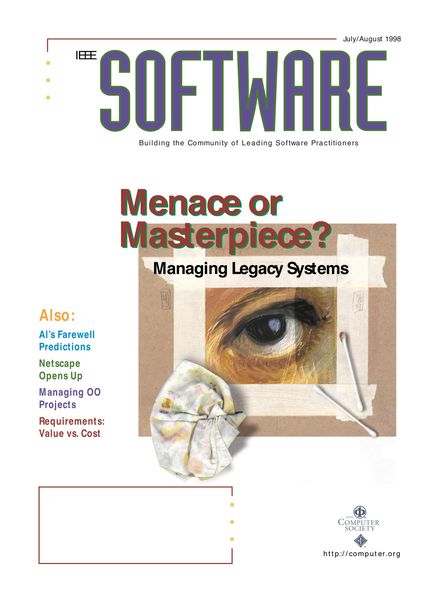 July/August 1998
IEEE
SOFTWARE
Building the Community of Leading Software Practitioners
Menace or
Masterpiece?
Managing Legacy Systems
Also:
Al's Farewell
Predictions
Netscape
Opens Up
Managing OO
Projects
Requirements:
Value vs. Cost
COMPUTER
SOCIETY
http://computer.org